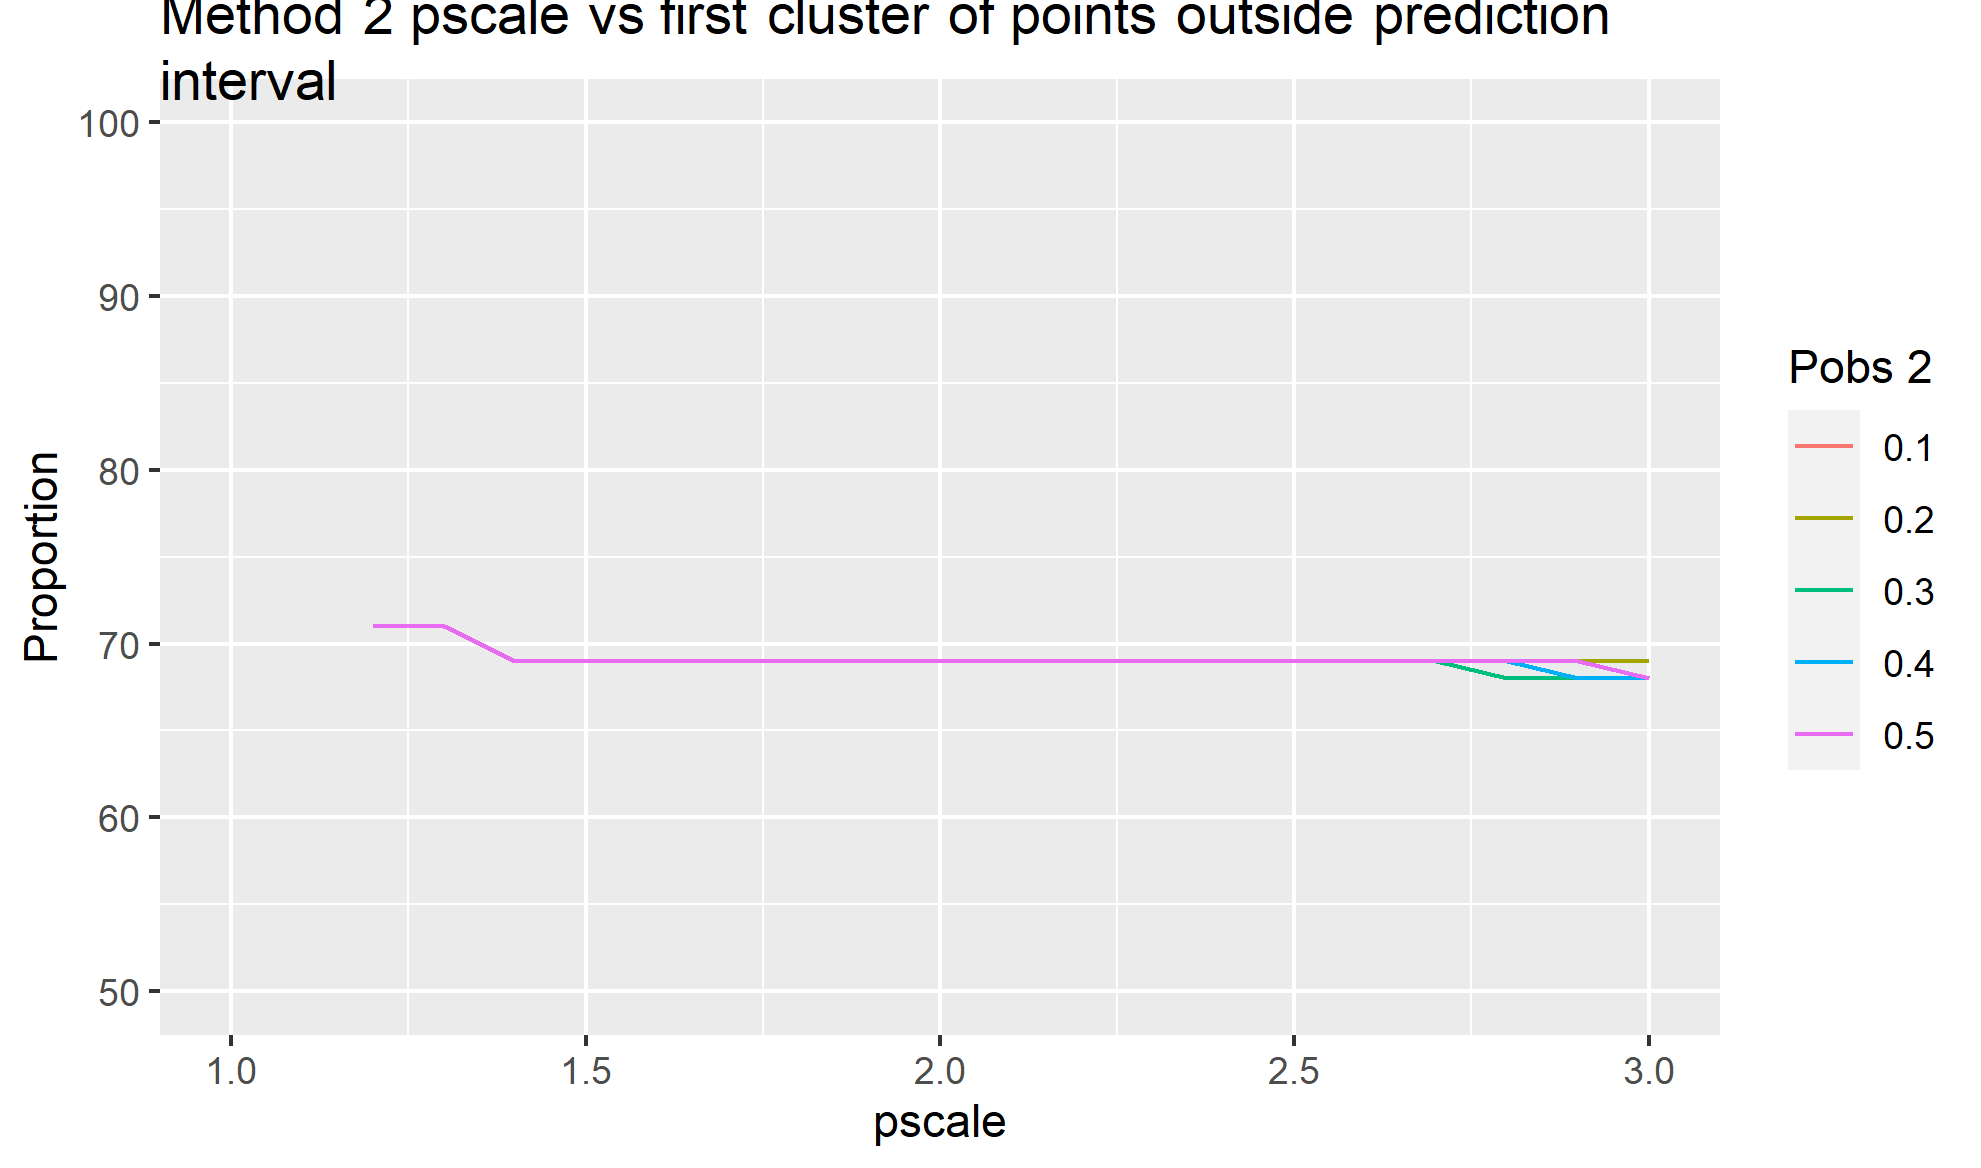 Method 2 pscale vs first cluster of points outside prediction
interval
100
90
80
70
60
50
Proportion
1.0 1.5 2.0 2.5 3.0
pscale
Pobs 2
0.1
0.2
0.3
0.4
0.5